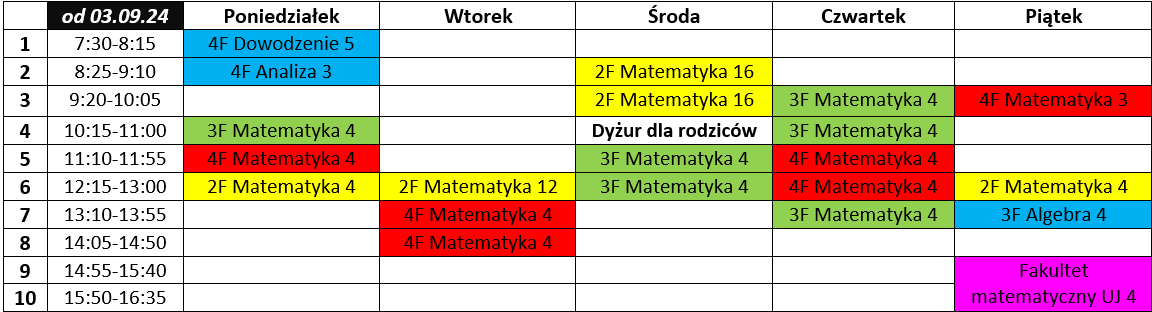 od 03.09.24 Poniedziałek Wtorek Środa Czwartek Piątek
1 7:30-8:15 4F Dowodzenie 5
2 8:25-9:10 4F Analiza 3 2F Matematyka 16
3 9:20-10:05 2F Matematyka 16 3F Matematyka 4 4F Matematyka 3
4 10:15-11:00 3F Matematyka 4 Dyżur dla rodziców 3F Matematyka 4
5 11:10-11:55 4F Matematyka 4 3F Matematyka 4 4F Matematyka 4
6 12:15-13:00 2F Matematyka 4 2F Matematyka 12 3F Matematyka 4 4F Matematyka 4 2F Matematyka 4
7 13:10-13:55 4F Matematyka 4 3F Matematyka 4 3F Algebra 4
8 14:05-14:50 4F Matematyka 4
9 14:55-15:40 Fakultet
10 15:50-16:35 matematyczny UJ 4